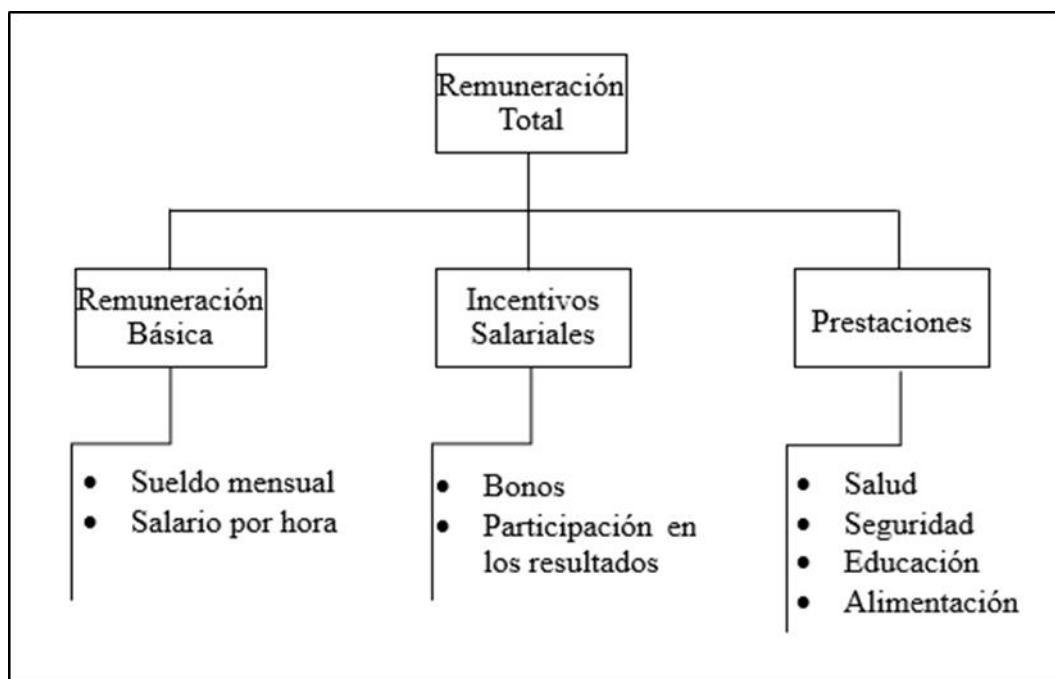 Remuneración
Total
Remuneración
Básica
Incentivos
Salariales
Prestaciones
• Sueldo mensual
• Salario por hora
• Bonos
• Participación en
los resultados
• Salud
• Seguridad
• Educación
• Alimentación